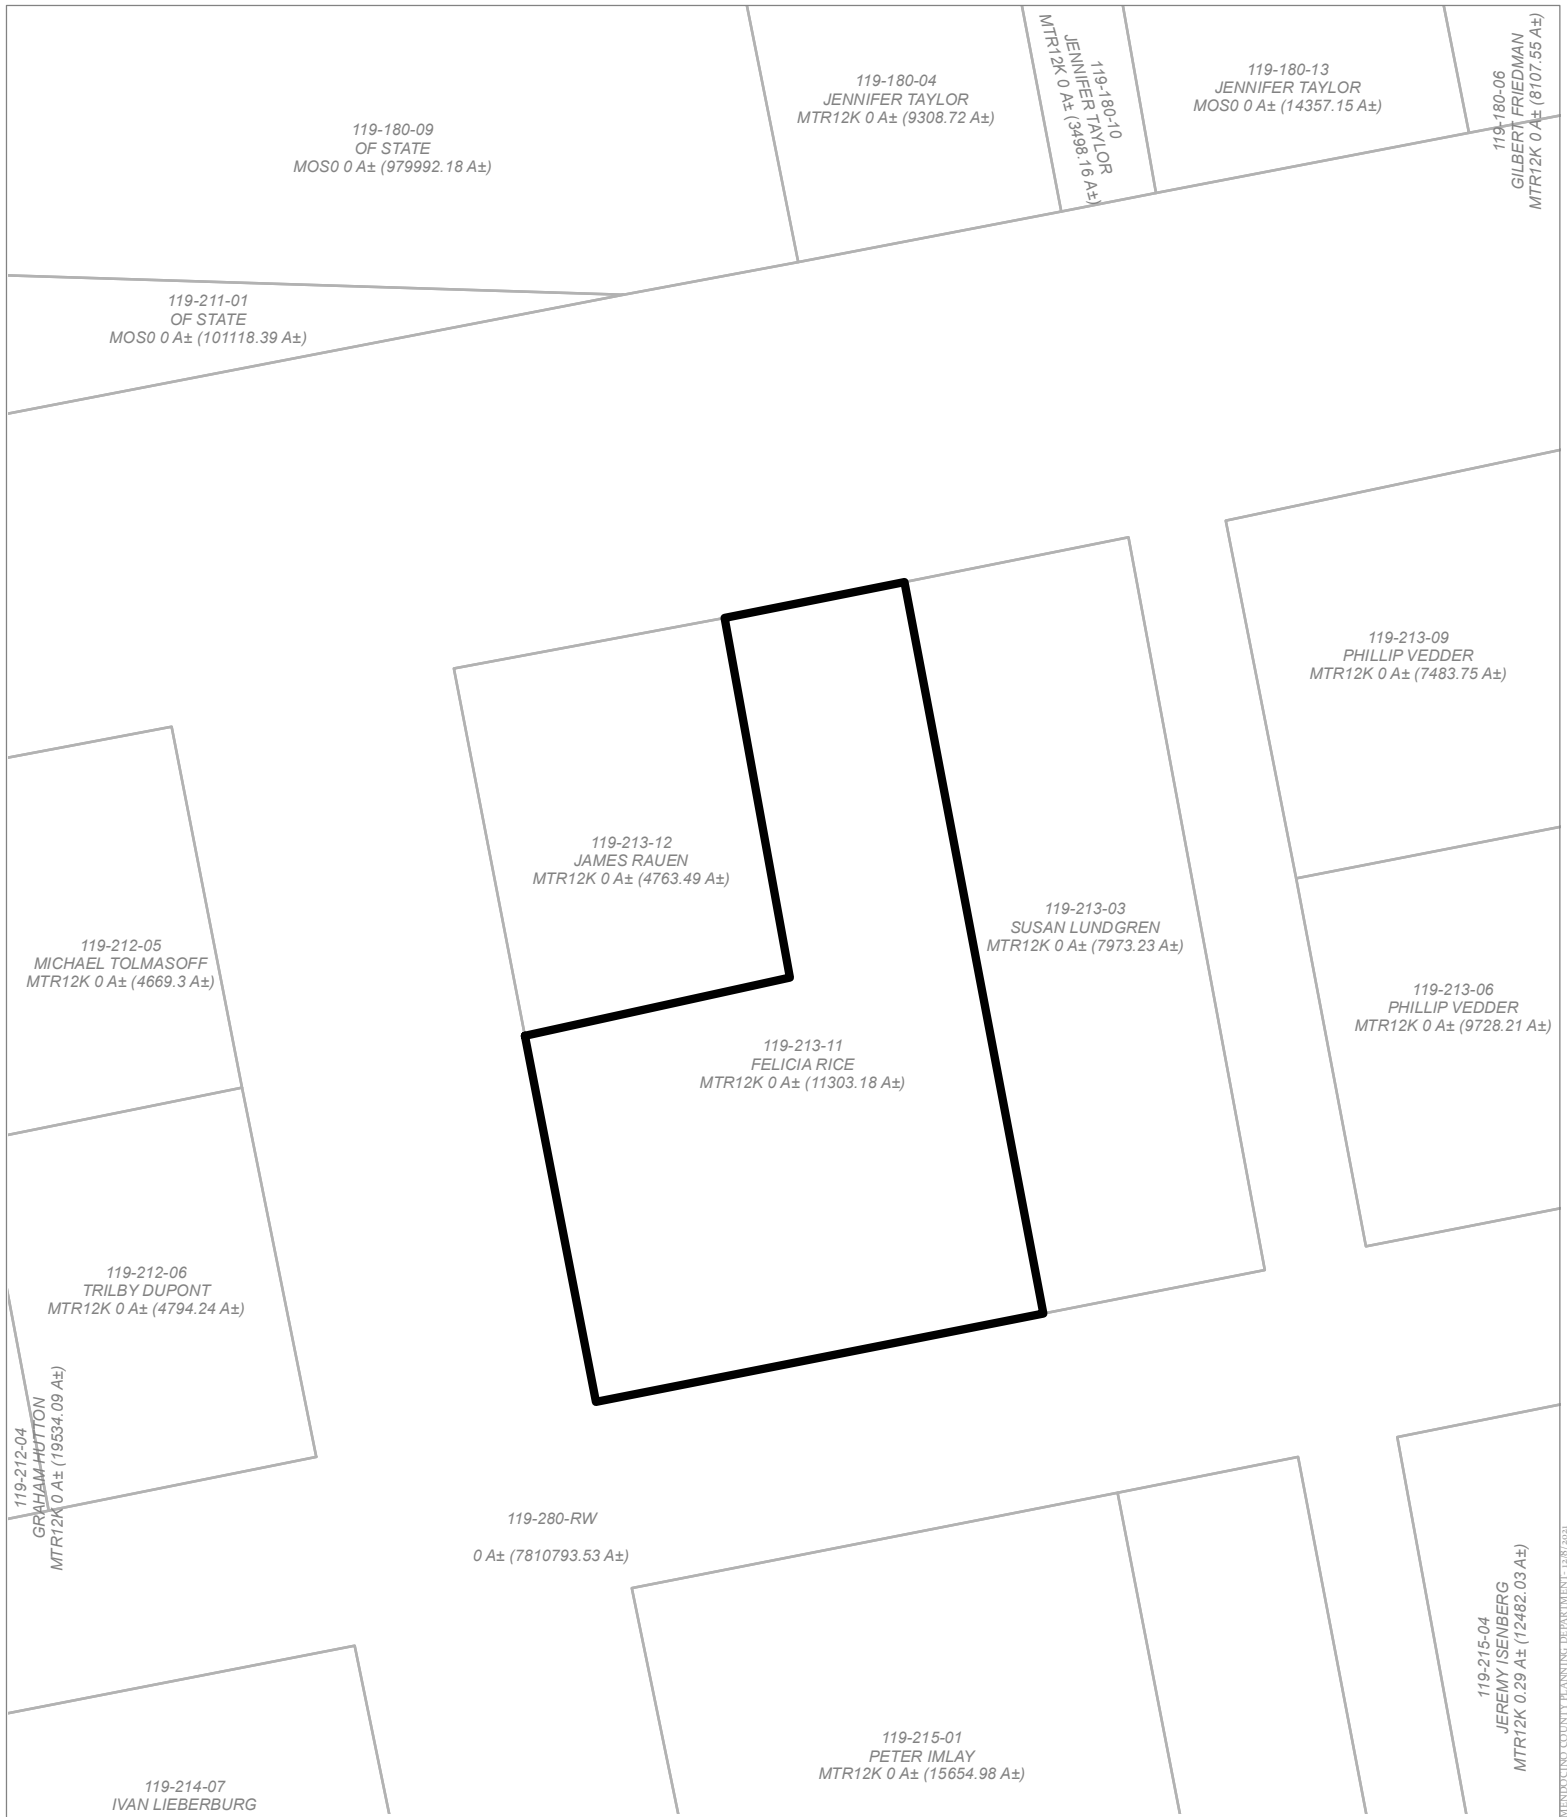 119-180-04
JENNIFER TAYLOR
MTR12K 0 A± (9308.72 A±)
119-180-10
JENNIFER TAYLOR
MTR12K 0 A± (3498.16 A±)
119-180-13
JENNIFER TAYLOR
MOS0 0 A± (14357.15 A±)
119-180-06
GILBERT FRIEDMAN
MTR12K 0 A± (8107.55 A±)
119-180-09
OF STATE
MOS0 0 A± (979992.18 A±)
119-211-01
OF STATE
MOS0 0 A± (101118.39 A±)
119-213-09
PHILLIP VEDDER
MTR12K 0 A± (7483.75 A±)
119-213-12
JAMES RAUEN
MTR12K 0 A± (4763.49 A±)
119-213-03
SUSAN LUNDGREN
MTR12K 0 A± (7973.23 A±)
119-212-05
MICHAEL TOLMASOFF
MTR12K 0 A± (4669.3 A±)
119-213-06
PHILLIP VEDDER
MTR12K 0 A± (9728.21 A±)
119-213-11
FELICIA RICE
MTR12K 0 A± (11303.18 A±)
119-212-06
TRILBY DUPONT
MTR12K 0 A± (4794.24 A±)
119-212-04
GRAHAM HUTTON
MTR12K 0 A± (19534.09 A±)
119-280-RW
0 A± (7810793.53 A±)
119-215-04
JEREMY ISENBERG
MTR12K 0.29 A± (12482.03 A±)
119-215-01
PETER IMLAY
MTR12K 0 A± (15654.98 A±)
119-214-07
IVAN LIEBERBURG
MENDOCINO COUNTY PLANNING DEPARTMENT- 12/8/2021